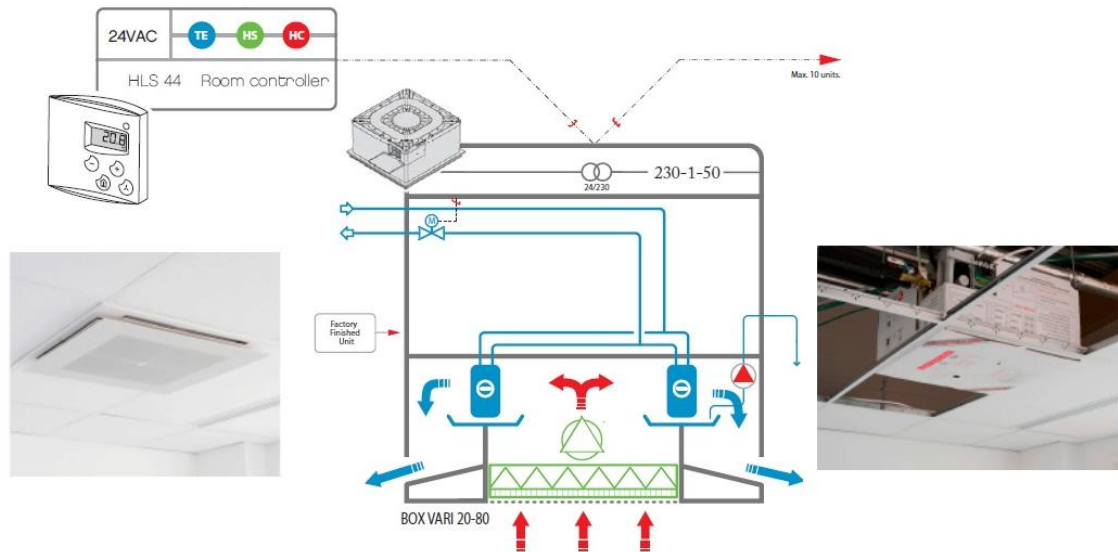 24VAC TE HS HC
HLS 44 Room controller
20.8
Max. 10 units.
24/230
230-1-50
M
Factory
Finished
Unit
BOX VARI 20-80